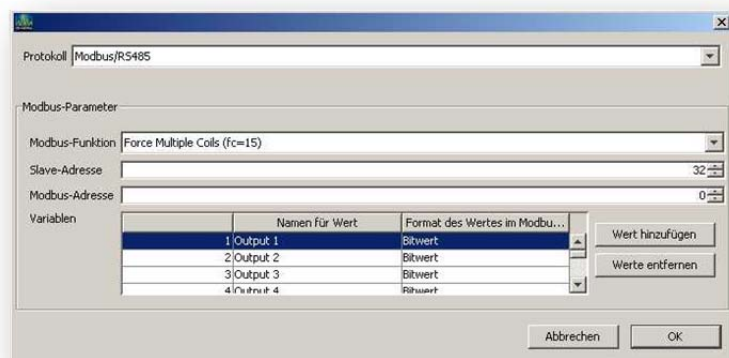 Protokoll Modbus/RS485
Modbus-Parameter
Modbus-Funktion Force Multiple Coils (fc=15)
Slave-Adresse 32
Modbus-Adresse 0
Variablen
Namen für Wert Format des Wertes im Modbu...
1 Output 1 Bitwert
2 Output 2 Bitwert
3 Output 3 Bitwert
4 Output 4 Bitwert
Wert hinzufügen
Werte entfernen
Abbrechen OK